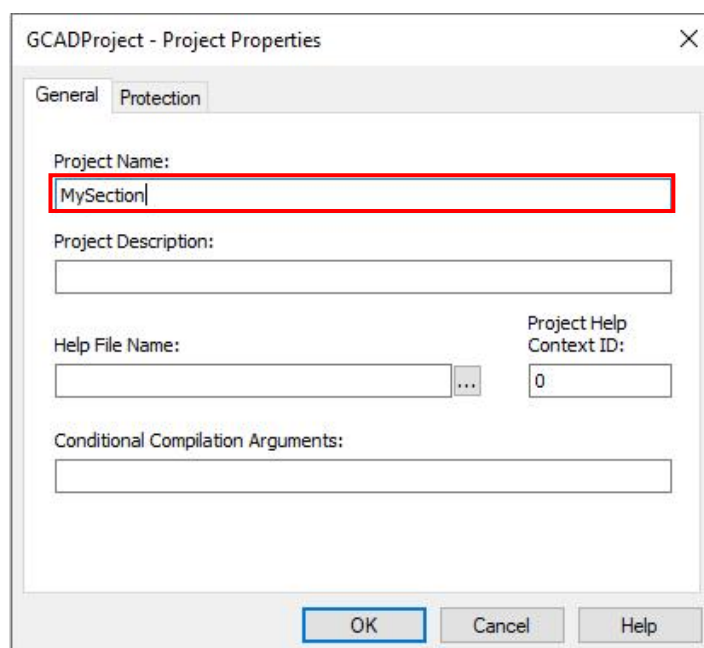 GCADProject - Project Properties
General Protection
Project Name:
MySection
Project Description:
Project Help
Help File Name: Context ID:
... 0
Conditional Compilation Arguments:
OK Cancel Help